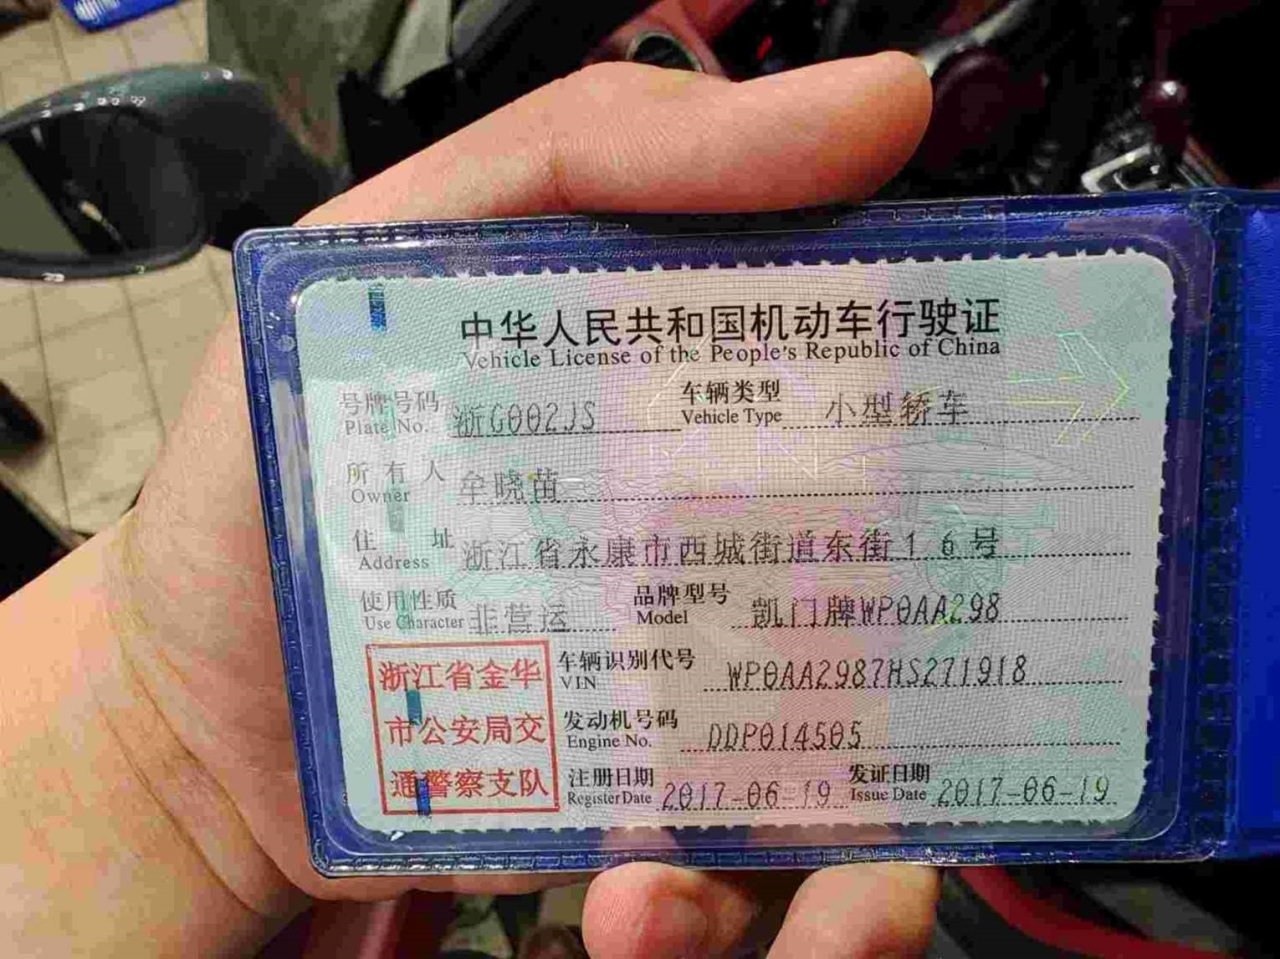 中华人民共和国机动车行驶证
Vehicle License of the People's Republic of China
号牌号码 浙G002JS 车辆类型 小型轿车
Plate No. Vehicle Type
所有人 牟晓苗
Owner
住址 浙江省永康市西城街道东街16号
Address
使用性质 非营运 品牌型号 凯门牌WP0AA298
Use Character Model
浙江省金华
市公安局交
通警察支队
车辆识别代号 WP0AA2987HS271918
VIN
发动机号码 DDP014505
Engine No.
注册日期 2017-06-19 发证日期 2017-06-19
Register Date Issue Date